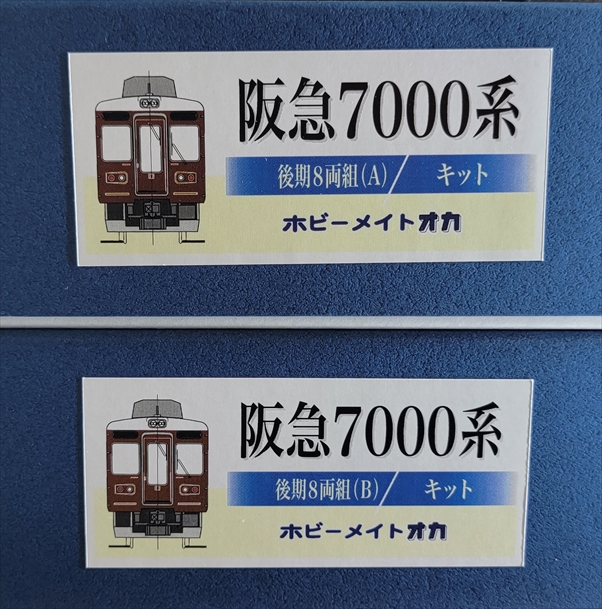 阪急7000系
後期8両組(A)/ キット
ホビーメイトオカ
阪急7000系
後期8両組(B)/ キット
ホビーメイトオカ